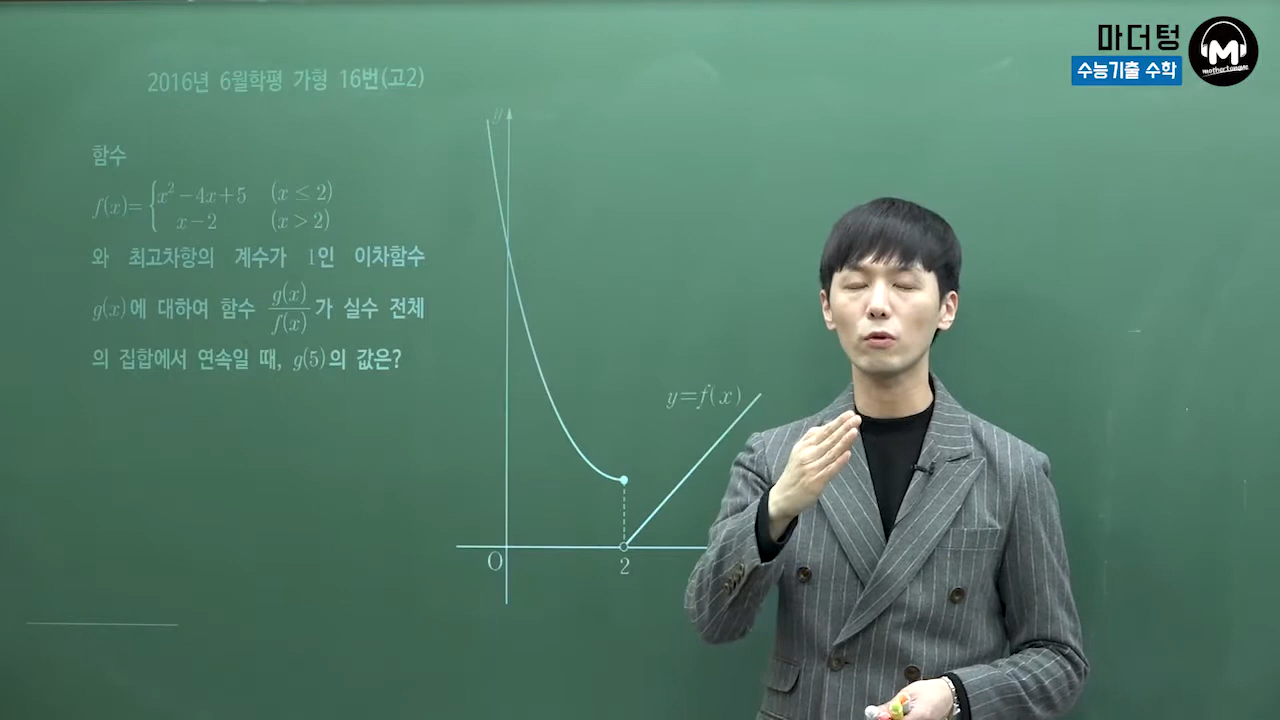 2016년 6월학평 가형 16번(고2)
함수
f(x)= { x²-4x+5 (x ≤ 2)
x-2 (x > 2)
와 최고차항의 계수가 1인 이차함수
g(x)에 대하여 함수 g(x)/f(x) 가 실수 전체
의 집합에서 연속일 때, g(5)의 값은?
y
y=f(x)
O
2
마더텅
수능기출 수학
M
mothertongue